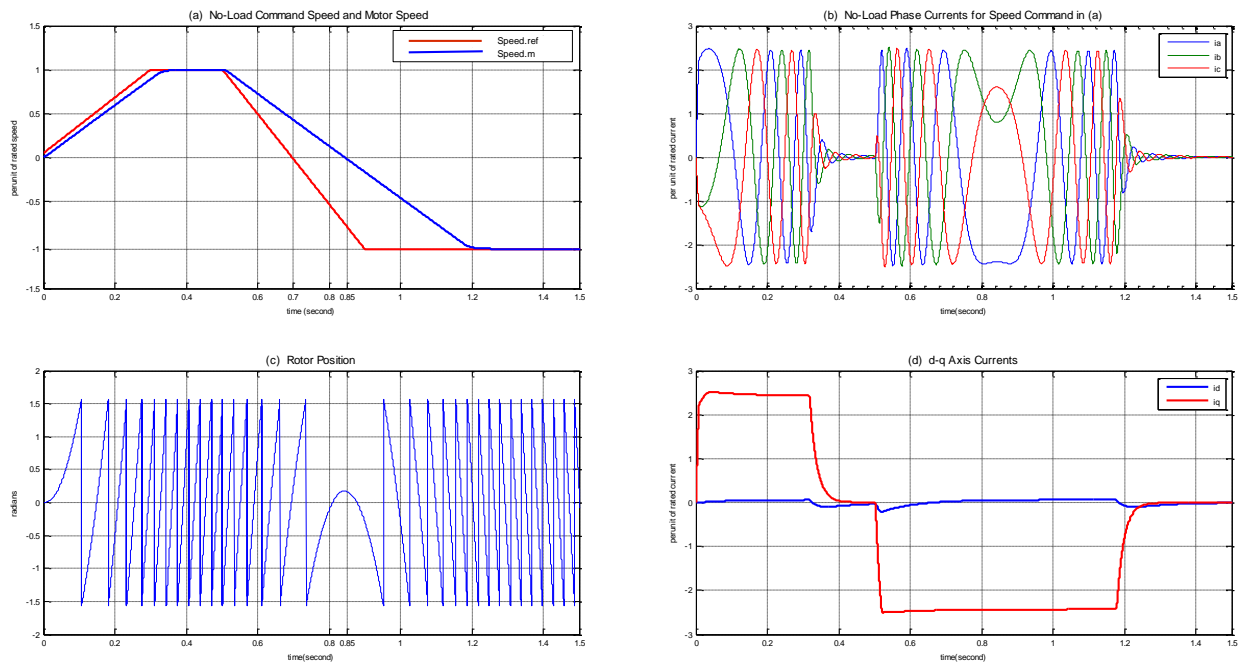 (a) No-Load Command Speed and Motor Speed
1.5
1
0.5
0
-0.5
-1
-1.5
perunit of rated speed
Speed.ref
Speed.m
0 0.2 0.4 0.6 0.7 0.8 0.85 1 1.2 1.4 1.5
time (second)
(b) No-Load Phase Currents for Speed Command in (a)
3
2
1
0
-1
-2
-3
per unit of rated current
ia
ib
ic
0 0.2 0.4 0.6 0.8 1 1.2 1.4 1.5
time(second)
(c) Rotor Position
2
1.5
1
0.5
0
-0.5
-1
-1.5
-2
radians
0 0.2 0.4 0.6 0.8 0.85 1 1.2 1.4 1.5
time(second)
(d) d-q Axis Currents
3
2
1
0
-1
-2
-3
perunit of rated current
id
iq
0 0.2 0.4 0.6 0.8 1 1.2 1.4 1.5
time(second)